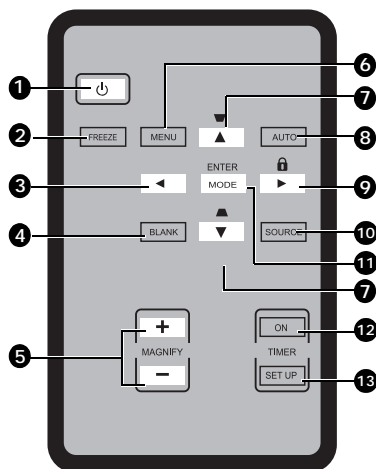 1
6
7
2
FREEZE
MENU
AUTO
8
ENTER
3
MODE
9
4
BLANK
SOURCE
10
11
7
+
ON
12
5
MAGNIFY
TIMER
−
SET UP
13